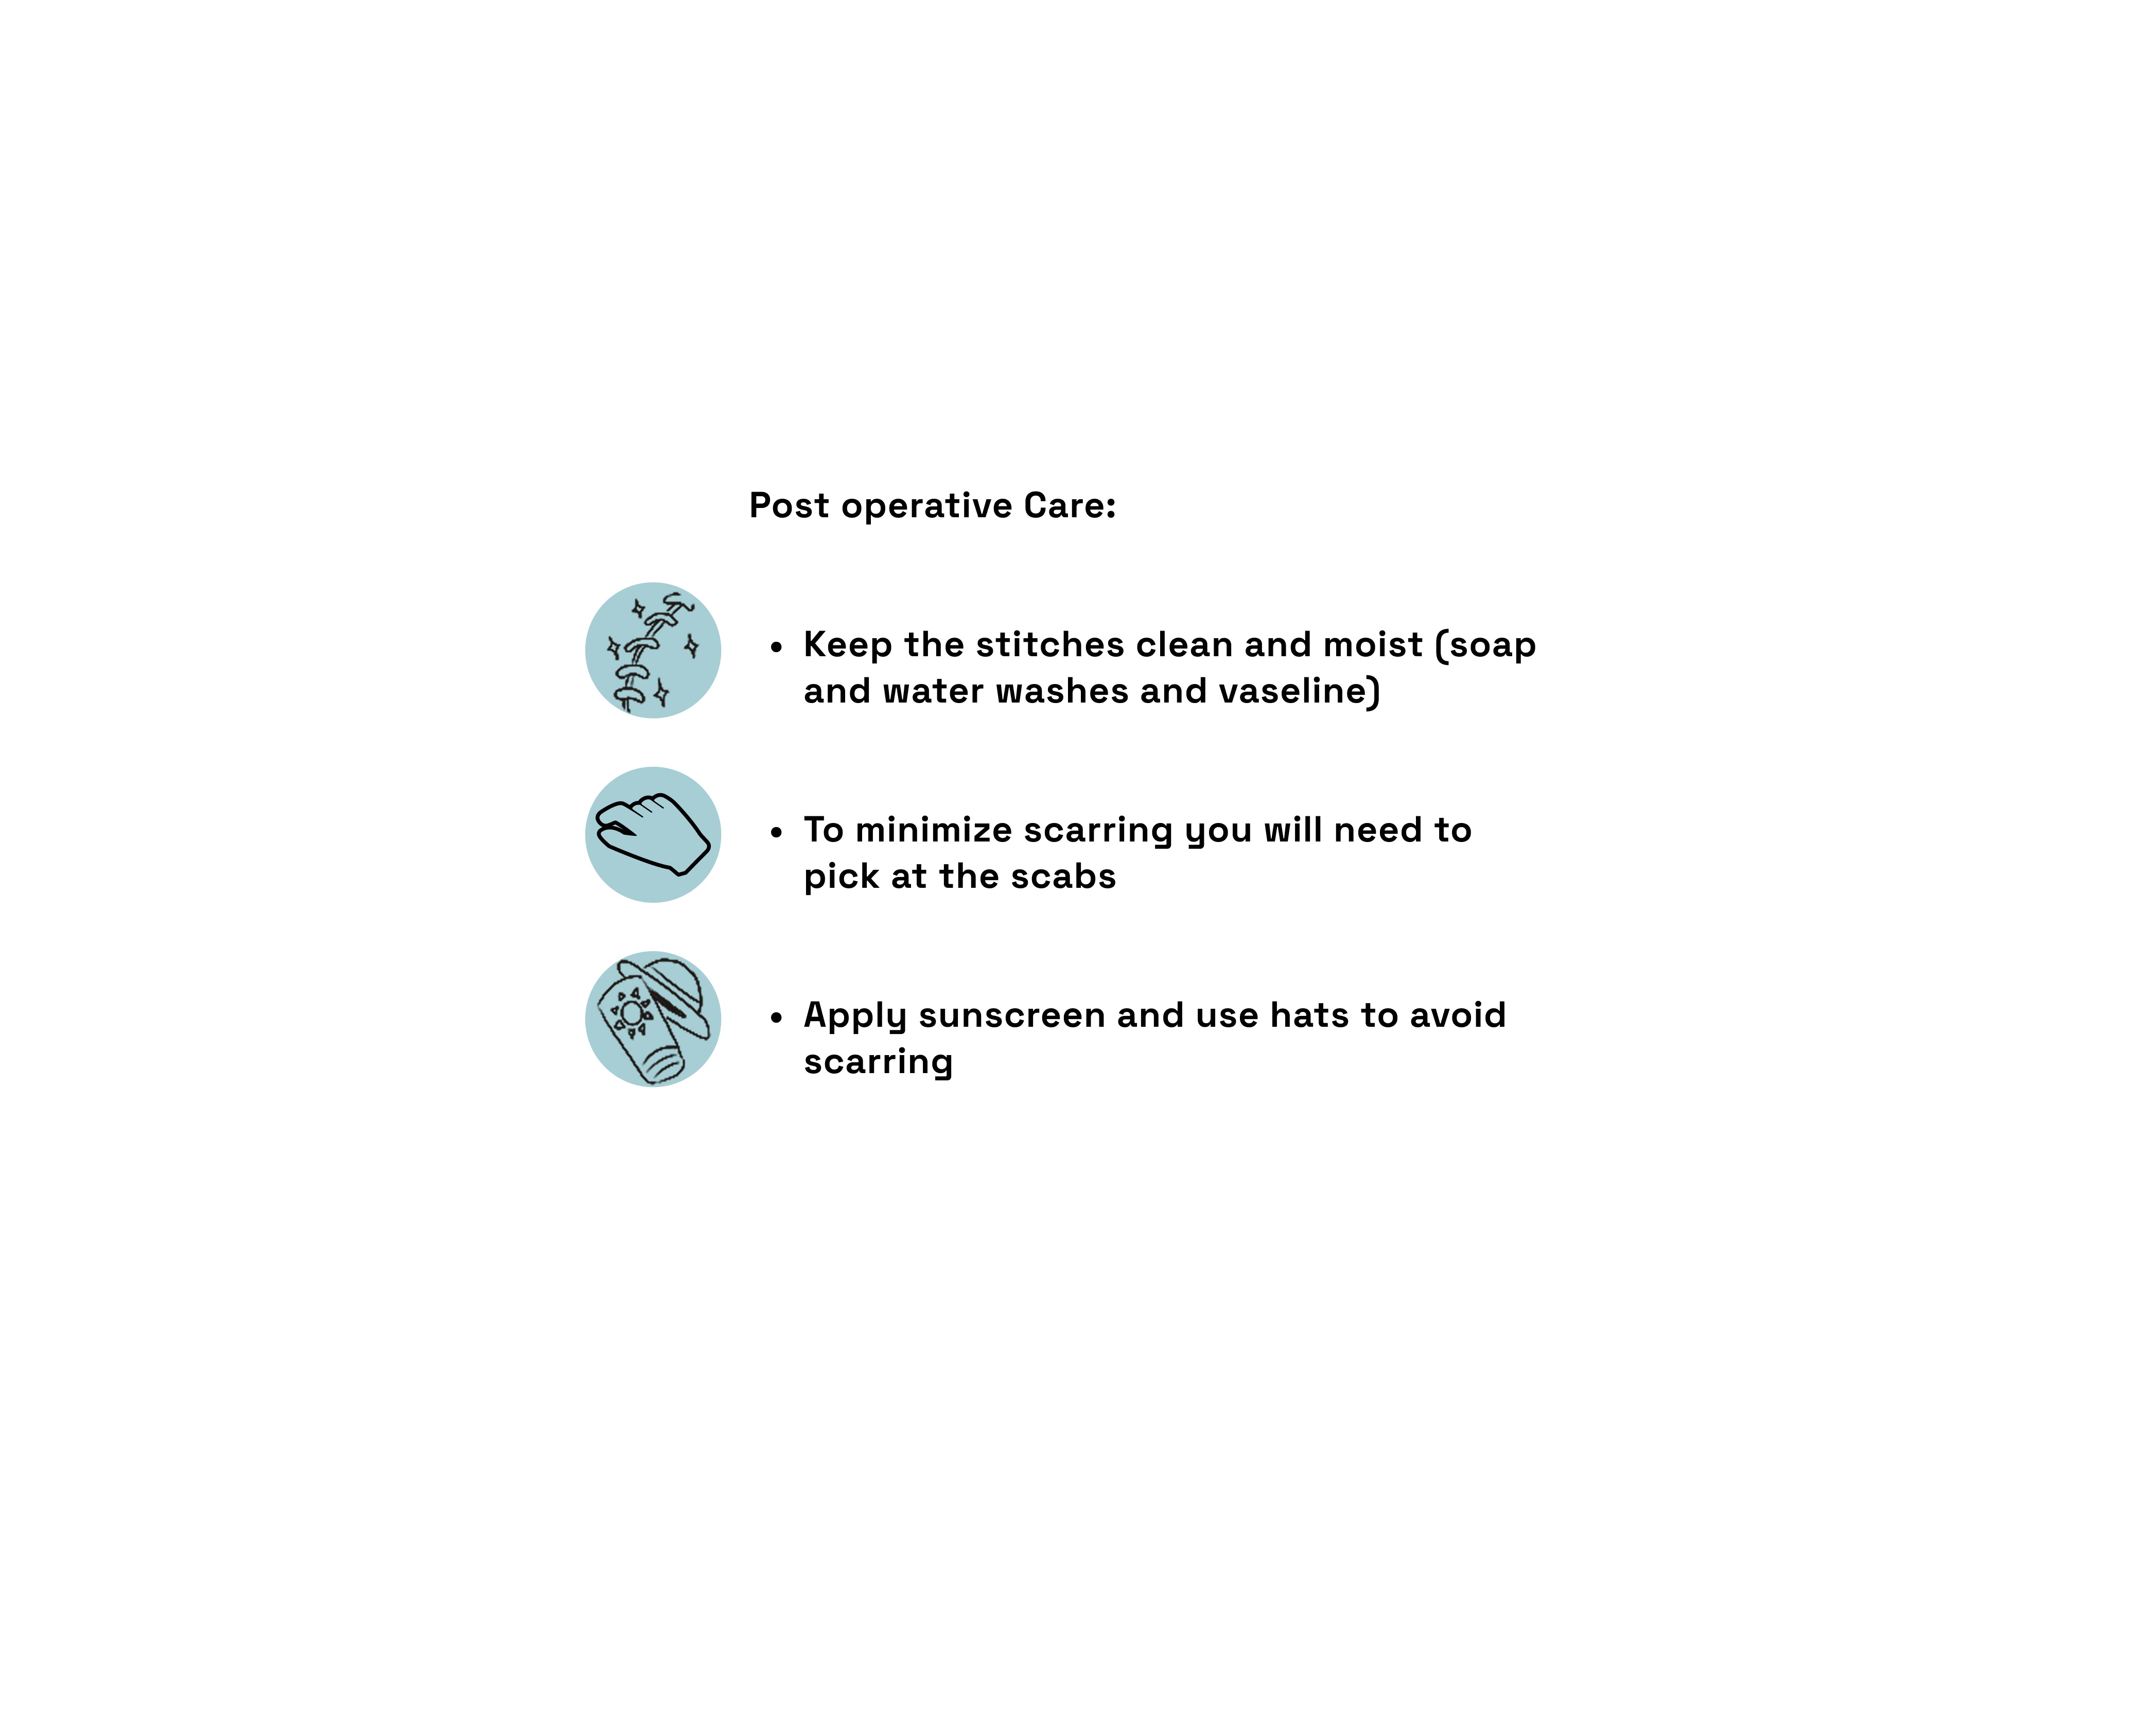 Post operative Care:
• Keep the stitches clean and moist (soap
and water washes and vaseline)
• To minimize scarring you will need to
pick at the scabs
• Apply sunscreen and use hats to avoid
scarring